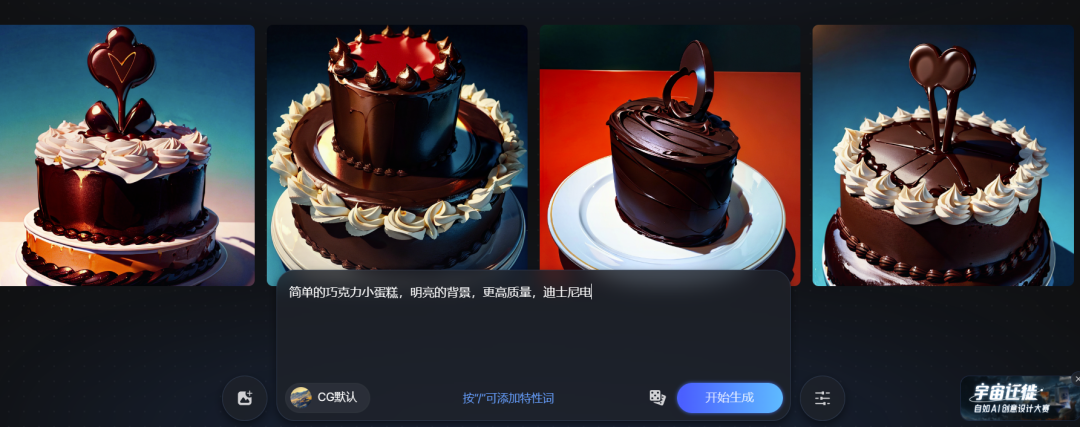 简单的巧克力小蛋糕，明亮的背景，更高质量，迪士尼电
CG默认
按"/"可添加特性词
开始生成
宇宙迁徙
自如AI创意设计大赛